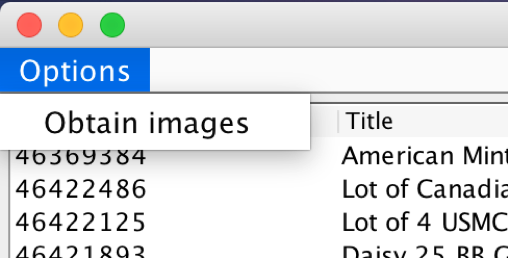 Options
Obtain images
Title
46369384 American Mint
46422486 Lot of Canadia
46422125 Lot of 4 USMC
46421893 Daisy 25 BB G